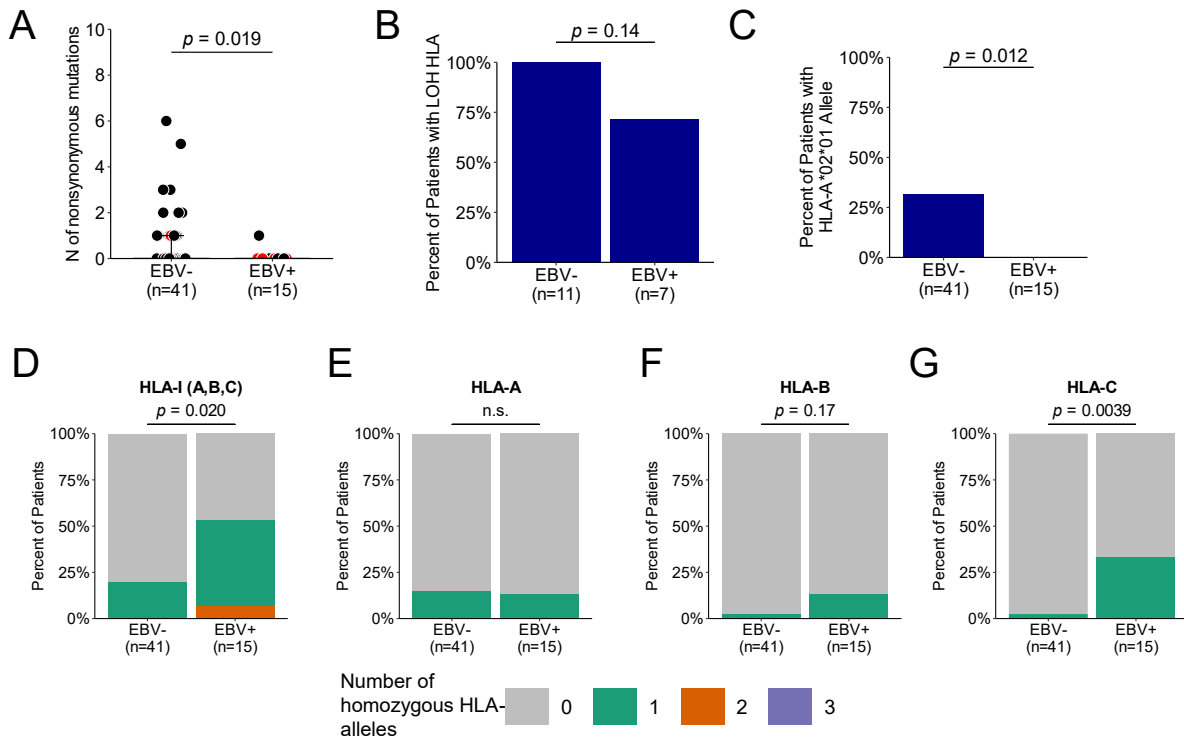 A
N of nonsynonymous mutations
10
8
6
4
2
0
p = 0.019
EBV-
(n=41)
EBV+
(n=15)
B
Percent of Patients with LOH HLA
100%
75%
50%
25%
0%
p = 0.14
EBV-
(n=11)
EBV+
(n=7)
C
Percent of Patients with
HLA-A*02*01 Allele
100%
75%
50%
25%
0%
p = 0.012
EBV-
(n=41)
EBV+
(n=15)
D
HLA-I (A,B,C)
p = 0.020
Percent of Patients
100%
75%
50%
25%
0%
EBV-
(n=41)
EBV+
(n=15)
E
HLA-A
n.s.
Percent of Patients
100%
75%
50%
25%
0%
EBV-
(n=41)
EBV+
(n=15)
F
HLA-B
p = 0.17
Percent of Patients
100%
75%
50%
25%
0%
EBV-
(n=41)
EBV+
(n=15)
G
HLA-C
p = 0.0039
Percent of Patients
100%
75%
50%
25%
0%
EBV-
(n=41)
EBV+
(n=15)
Number of
homozygous HLA-
alleles
0
1
2
3